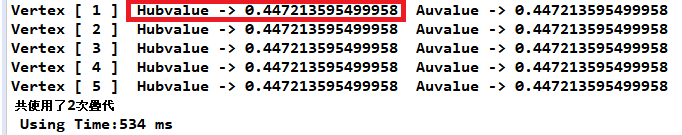 Vertex [ 1 ] Hubvalue -> 0.447213595499958 Auvalue -> 0.447213595499958
Vertex [ 2 ] Hubvalue -> 0.447213595499958 Auvalue -> 0.447213595499958
Vertex [ 3 ] Hubvalue -> 0.447213595499958 Auvalue -> 0.447213595499958
Vertex [ 4 ] Hubvalue -> 0.447213595499958 Auvalue -> 0.447213595499958
Vertex [ 5 ] Hubvalue -> 0.447213595499958 Auvalue -> 0.447213595499958
共使用了2次疊代
Using Time:534 ms